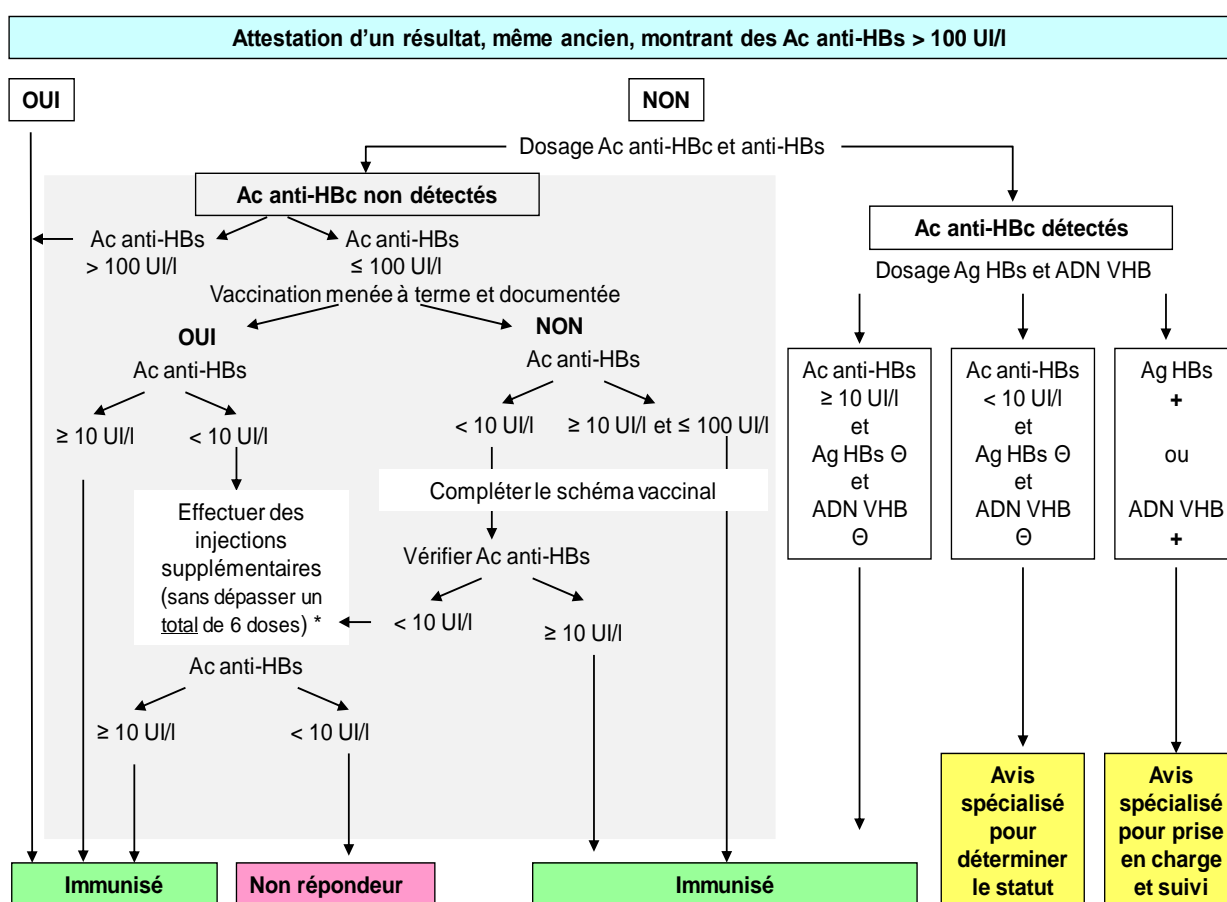 Attestation d'un résultat, même ancien, montrant des Ac anti-HBs > 100 UI/l
OUI
NON
Dosage Ac anti-HBc et anti-HBs
Ac anti-HBc non détectés
Ac anti-HBs
> 100 UI/l
Ac anti-HBs
≤ 100 UI/l
Vaccination menée à terme et documentée
OUI
Ac anti-HBs
≥ 10 UI/l
< 10 UI/l
NON
Ac anti-HBs
< 10 UI/l
≥ 10 UI/l et ≤ 100 UI/l
Effectuer des
injections
supplémentaires
(sans dépasser un
total de 6 doses) *
Compléter le schéma vaccinal
Vérifier Ac anti-HBs
< 10 UI/l
≥ 10 UI/l
Ac anti-HBs
≥ 10 UI/l
< 10 UI/l
Ac anti-HBc détectés
Dosage Ag HBs et ADN VHB
Ac anti-HBs
≥ 10 UI/l
et
Ag HBs Θ
et
ADN VHB
Θ
Ac anti-HBs
< 10 UI/l
et
Ag HBs Θ
et
ADN VHB
Θ
Ag HBs
+
ou
ADN VHB
+
Immunisé
Non répondeur
Immunisé
Avis
spécialisé
pour
déterminer
le statut
Avis
spécialisé
pour prise
en charge
et suivi